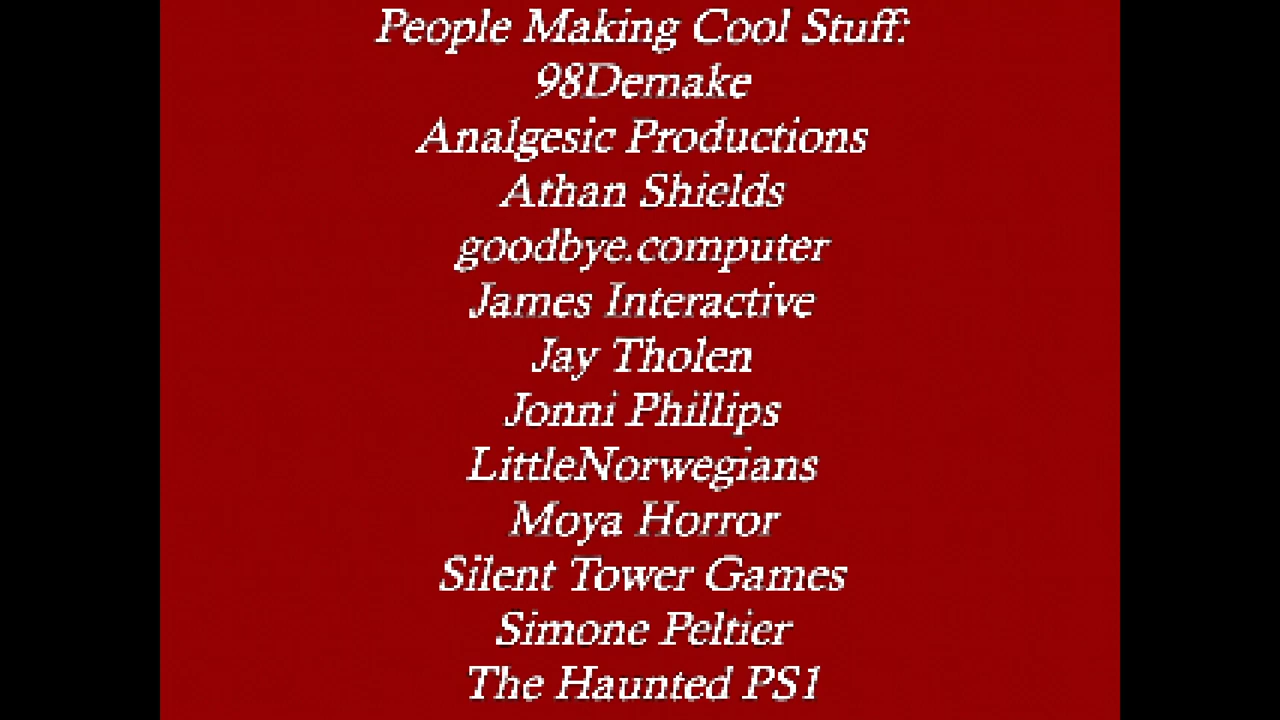 People Making Cool Stuff:
98Demake
Analgesic Productions
Athan Shields
goodbye.computer
James Interactive
Jay Tholen
Jonni Phillips
LittleNorwegians
Moya Horror
Silent Tower Games
Simone Peltier
The Haunted PS1